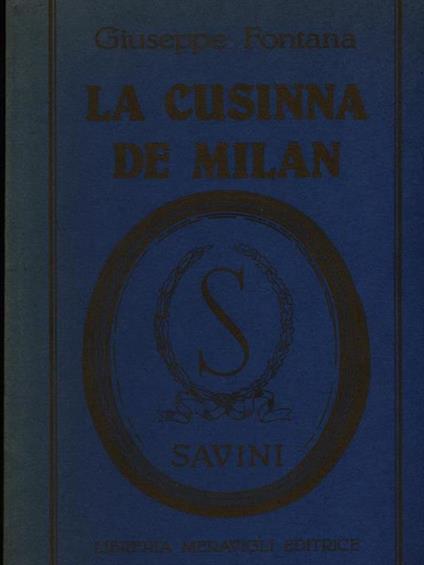 Giuseppe Fontana
LA CUSINNA
DE MILAN
S
SAVINI
LIBRERIA MERAVIGLI EDITRICE